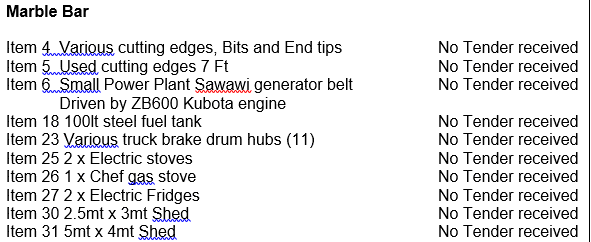 Marble Bar
Item 4 Various cutting edges, Bits and End tips No Tender received
Item 5 Used cutting edges 7 Ft No Tender received
Item 6 Small Power Plant Sawawi generator belt No Tender received
Driven by ZB600 Kubota engine
Item 18 100lt steel fuel tank No Tender received
Item 23 Various truck brake drum hubs (11) No Tender received
Item 25 2 x Electric stoves No Tender received
Item 26 1 x Chef gas stove No Tender received
Item 27 2 x Electric Fridges No Tender received
Item 30 2.5mt x 3mt Shed No Tender received
Item 31 5mt x 4mt Shed No Tender received